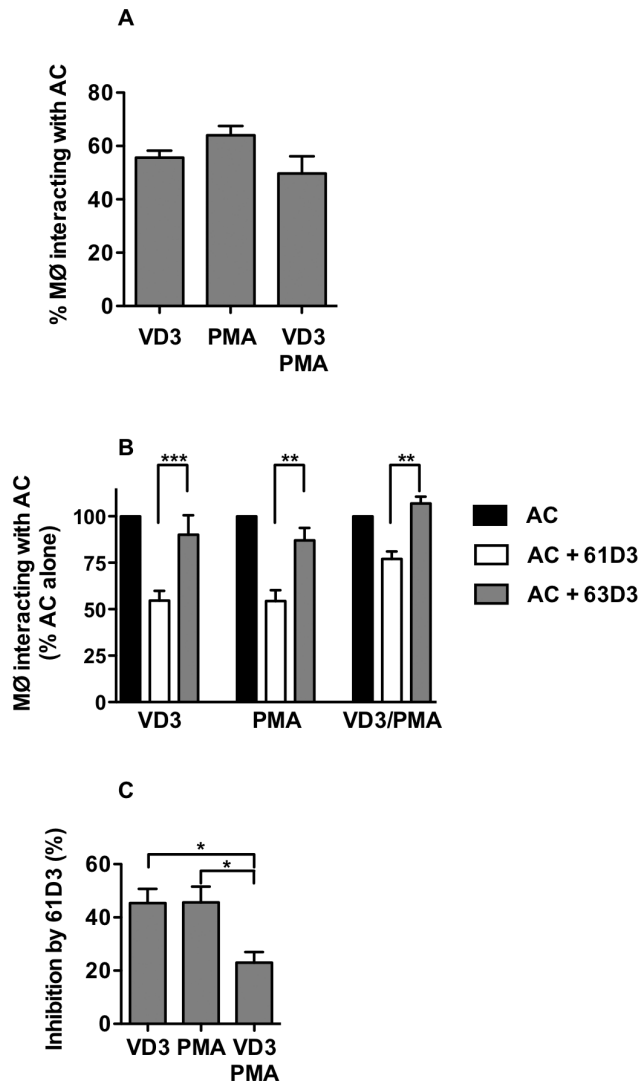 A
% MØ interacting with AC
80
60
40
20
0
VD3
PMA
VD3
PMA
B
MØ interacting with AC
(% AC alone)
100
75
50
25
0
***
**
**
VD3
PMA
VD3/PMA
AC
AC + 61D3
AC + 63D3
C
Inhibition by 61D3 (%)
60
40
20
0
*
*
VD3
PMA
VD3
PMA